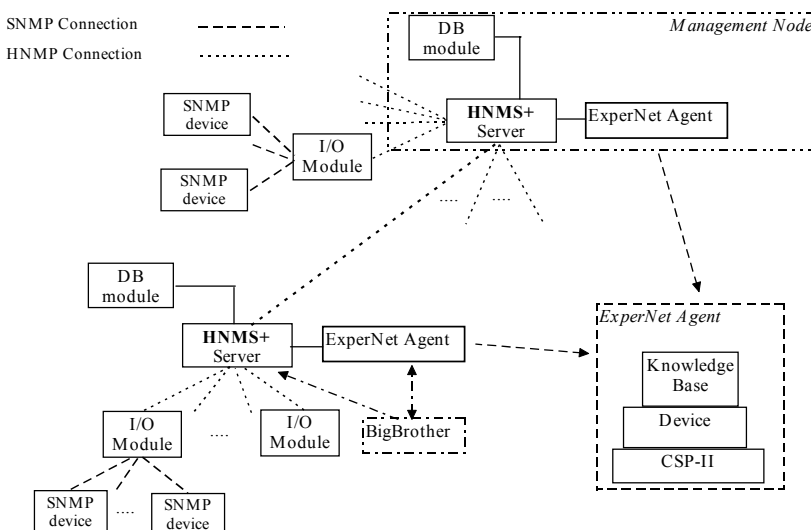 SNMP Connection
HNMP Connection
Management Node
DB
module
HNMS+
Server
ExperNet Agent
SNMP
device
I/O
Module
SNMP
device
.... ....
DB
module
HNMS+
Server
ExperNet Agent
ExperNet Agent
Knowledge
Base
Device
CSP-II
I/O
Module
....
I/O
Module
BigBrother
SNMP
device
....
SNMP
device